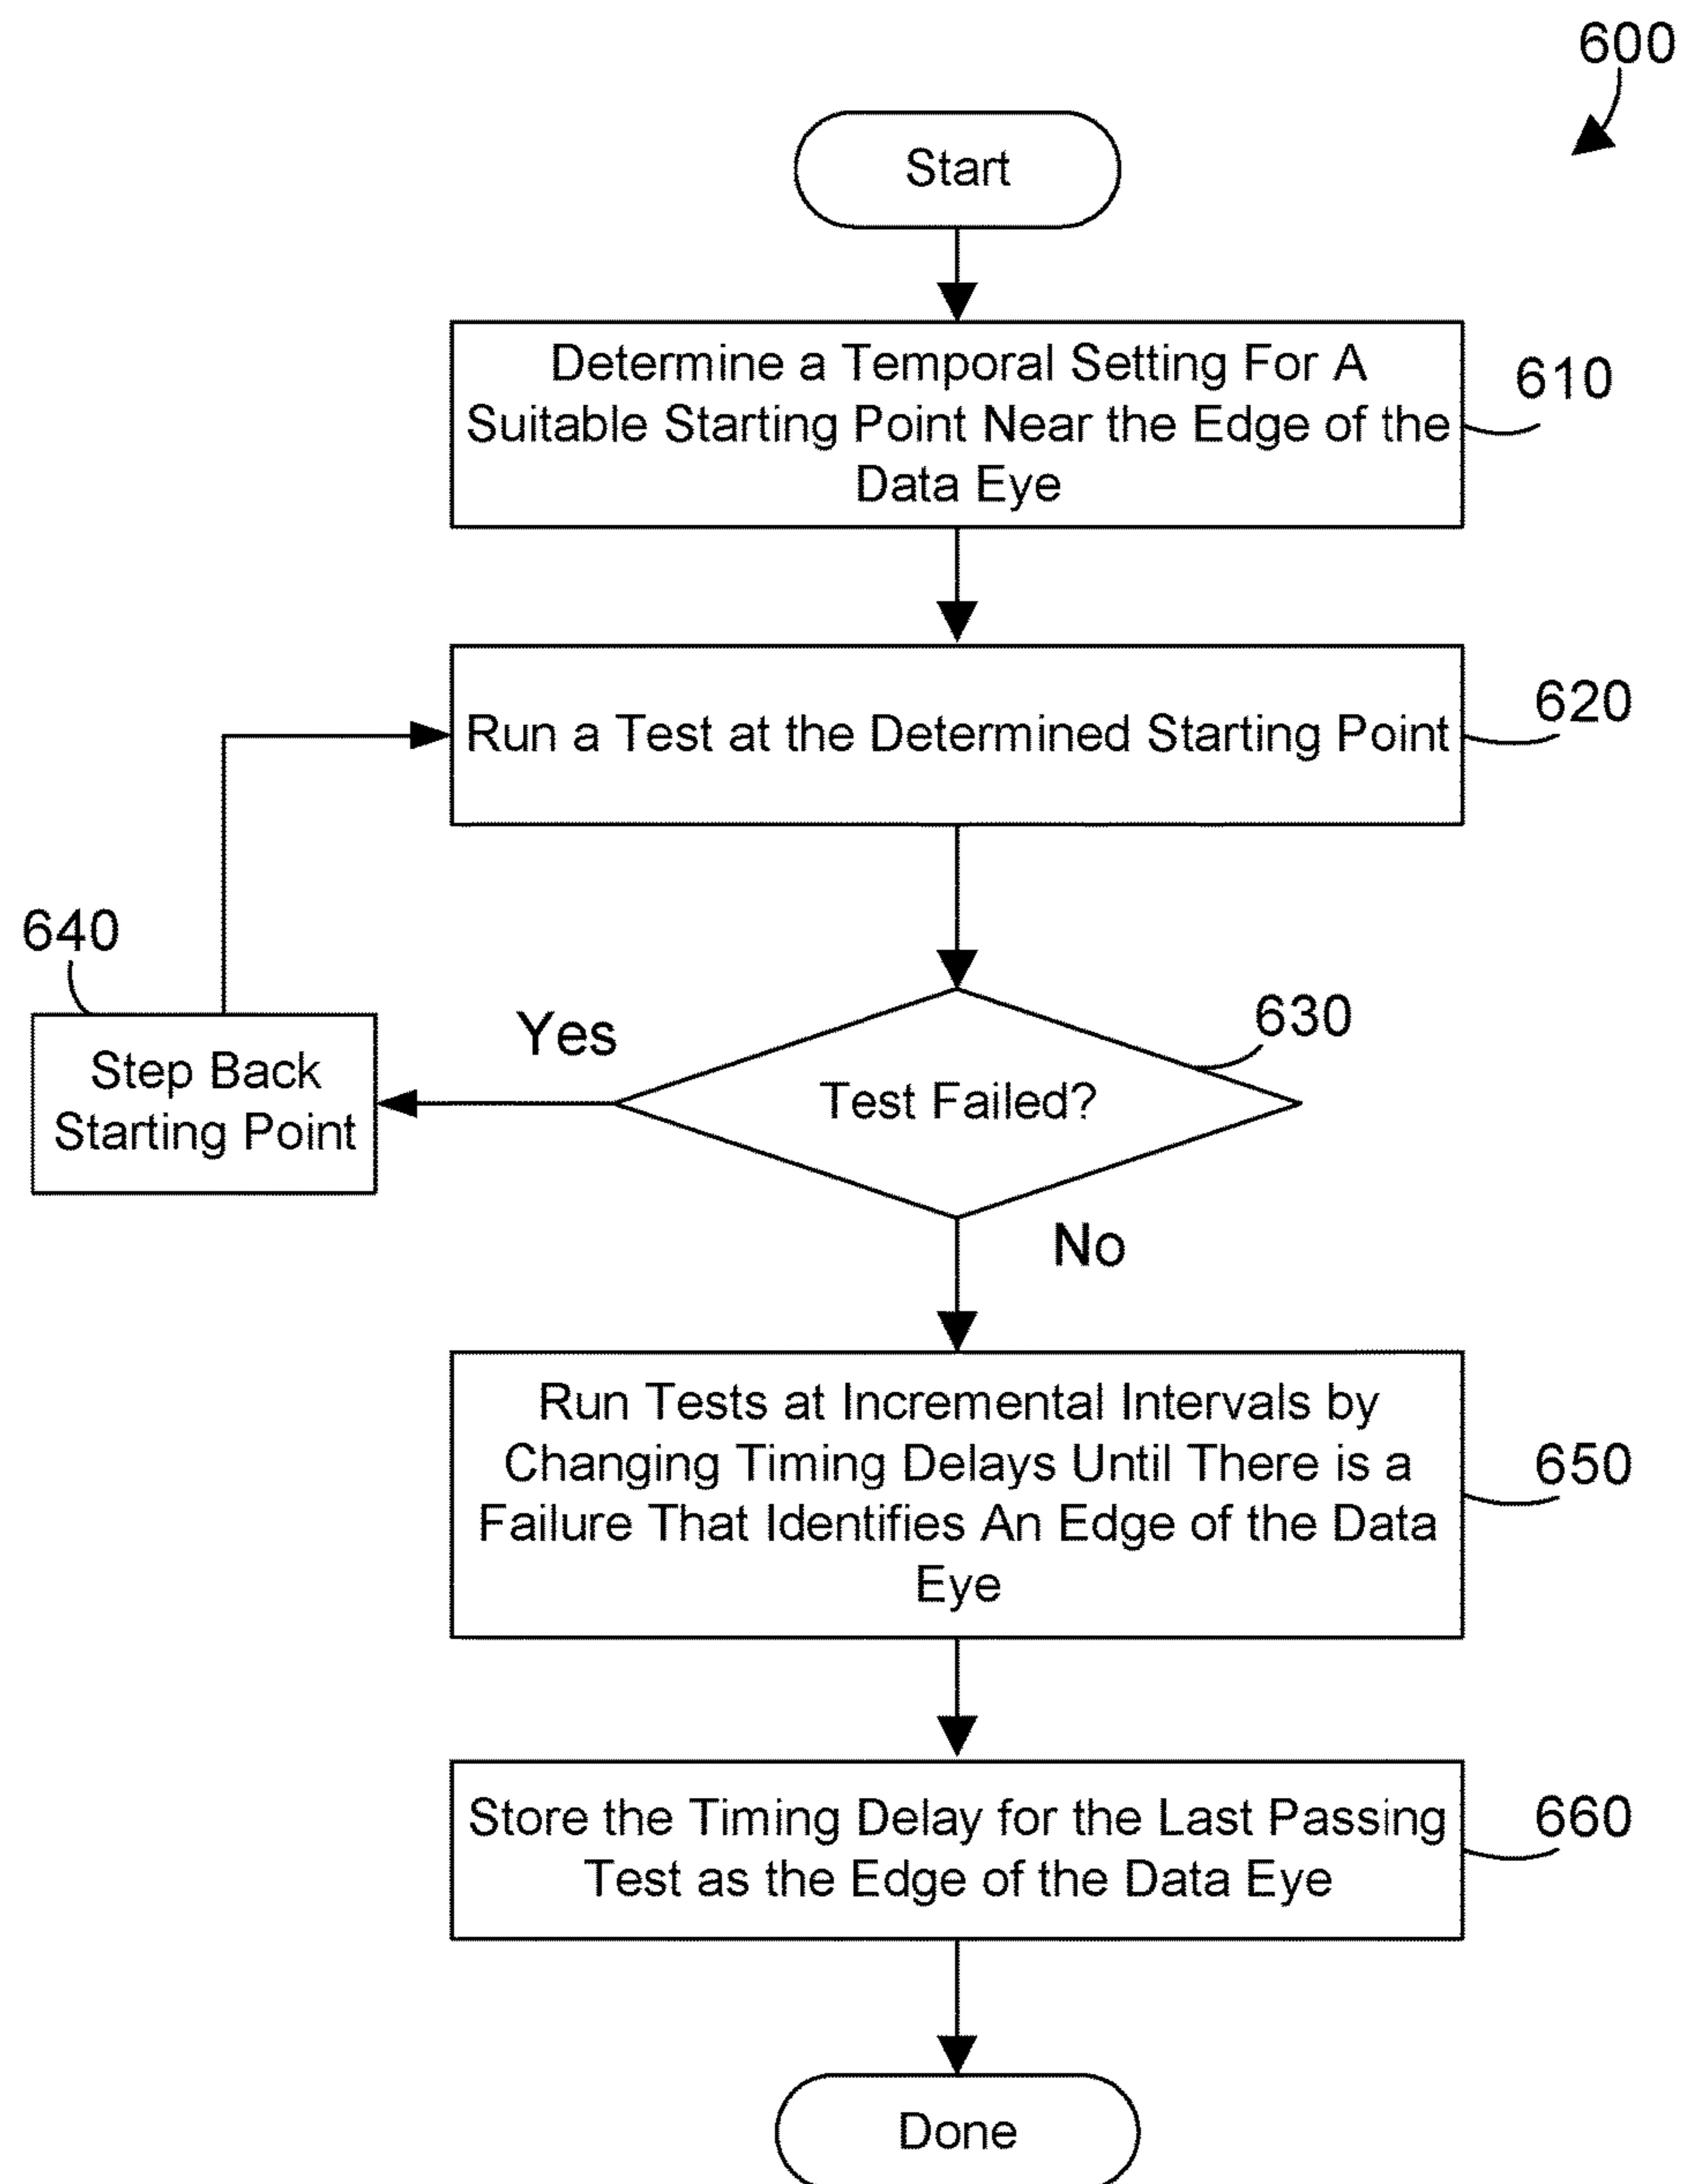 600
Start
Determine a Temporal Setting For A
Suitable Starting Point Near the Edge of the
Data Eye
610
Run a Test at the Determined Starting Point
620
640
Step Back
Starting Point
Yes
Test Failed?
630
No
Run Tests at Incremental Intervals by
Changing Timing Delays Until There is a
Failure That Identifies An Edge of the Data
Eye
650
Store the Timing Delay for the Last Passing
Test as the Edge of the Data Eye
660
Done